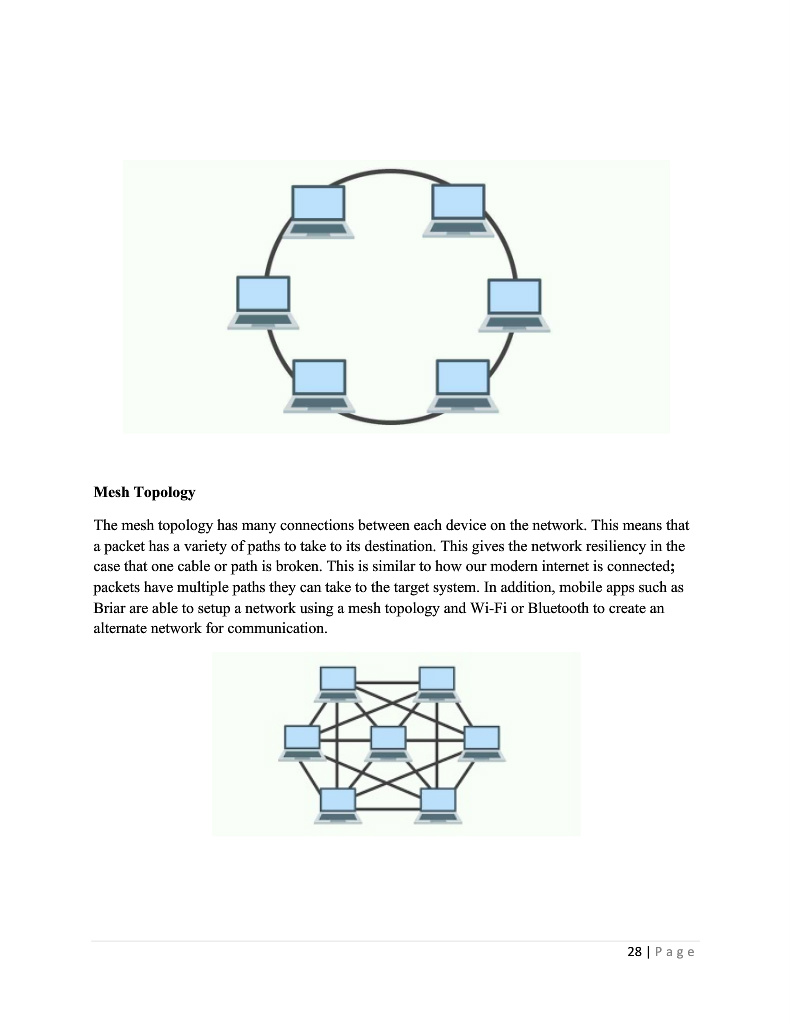 Mesh Topology
The mesh topology has many connections between each device on the network. This means that
a packet has a variety of paths to take to its destination. This gives the network resiliency in the
case that one cable or path is broken. This is similar to how our modern internet is connected;
packets have multiple paths they can take to the target system. In addition, mobile apps such as
Briar are able to setup a network using a mesh topology and Wi-Fi or Bluetooth to create an
alternate network for communication.
28 | Page